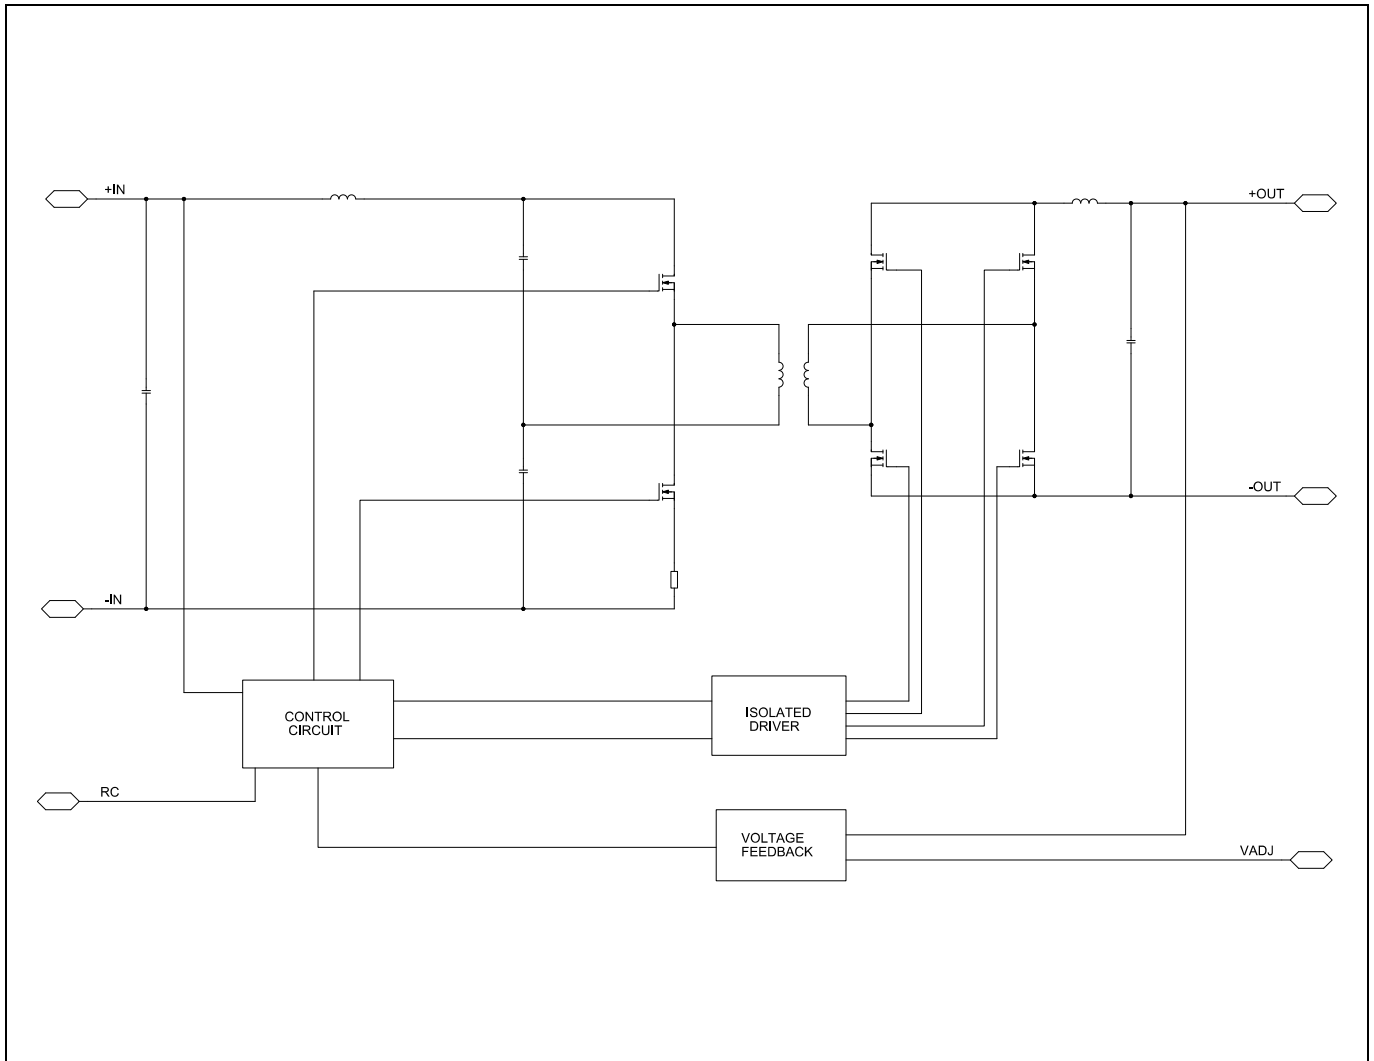 +IN
+OUT
-OUT
-IN
CONTROL
CIRCUIT
ISOLATED
DRIVER
RC
VOLTAGE
FEEDBACK
VADJ